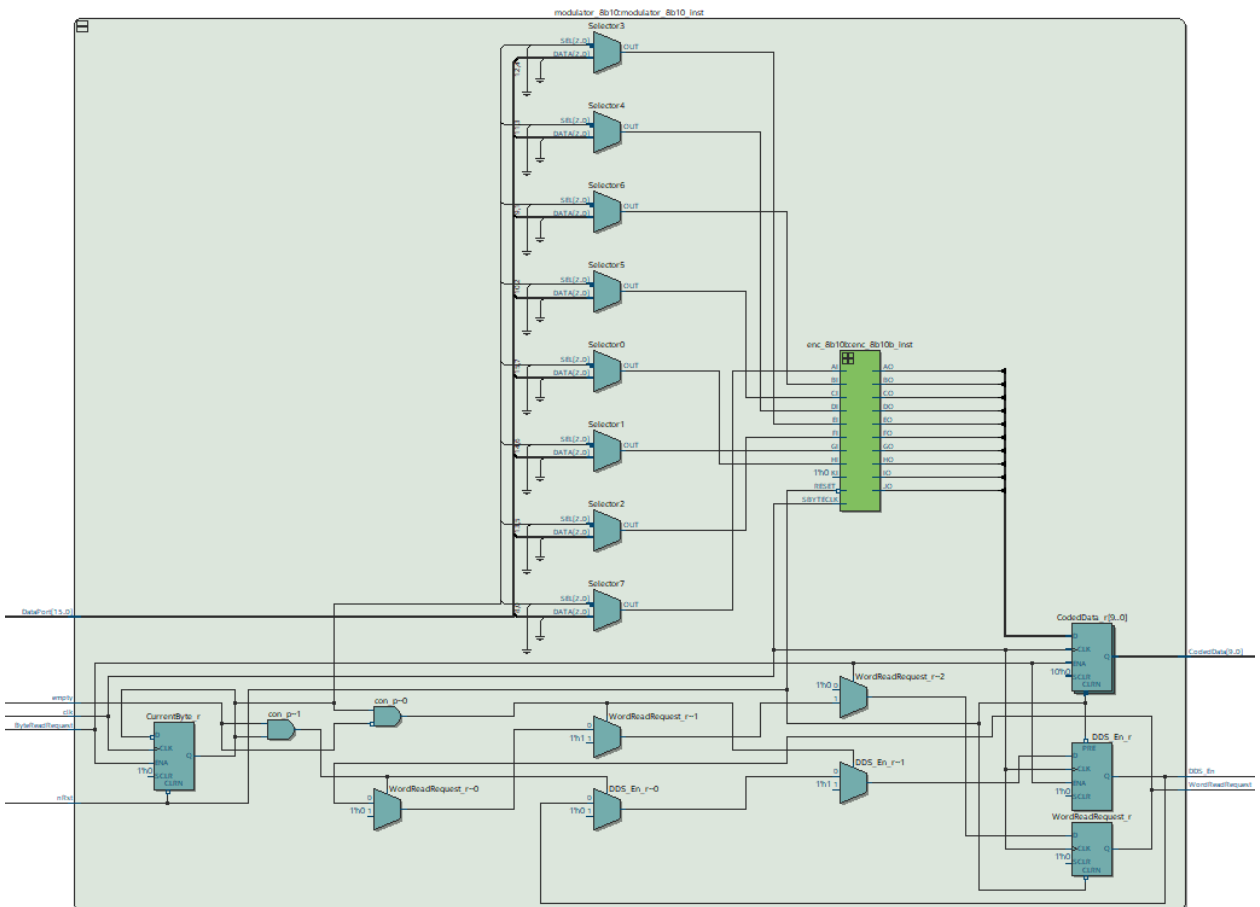 modulator_8b10:modulator_8b10_inst
Selector3
SEL[2..0]
DATA[2..0]
OUT
Selector4
SEL[2..0]
DATA[2..0]
OUT
Selector6
SEL[2..0]
DATA[2..0]
OUT
Selector5
SEL[2..0]
DATA[2..0]
OUT
Selector0
SEL[2..0]
DATA[2..0]
OUT
Selector1
SEL[2..0]
DATA[2..0]
OUT
Selector2
SEL[2..0]
DATA[2..0]
OUT
Selector7
SEL[2..0]
DATA[2..0]
OUT
enc_8b10b:enc_8b10b_inst
AI AO
BI BO
CI CO
DI DO
EI EO
FI FO
GI GO
HI HO
1'h0 KI IO
RESET JO
SBYTECLK
DataPort[15..0]
empty
clk
ByteReadRequest
nRst
CurrentByte_r
D
CLK
ENA
1'h0
SCLR
CLRN
Q
con_p~1
con_p~0
WordReadRequest_r~0
0
1'h0 1
WordReadRequest_r~1
0
1'h1 1
DDS_En_r~0
0
1'h0 1
WordReadRequest_r~2
1'h0 0
1
DDS_En_r~1
0
1'h1 1
CodedData_r[9..0]
D
CLK
ENA
10'h0
SCLR
CLRN
Q
CodedData[9..0]
DDS_En_r
PRE
D
CLK
ENA
1'h0
SCLR
Q
DDS_En
WordReadRequest
WordReadRequest_r
D
CLK
1'h0
SCLR
CLRN
Q